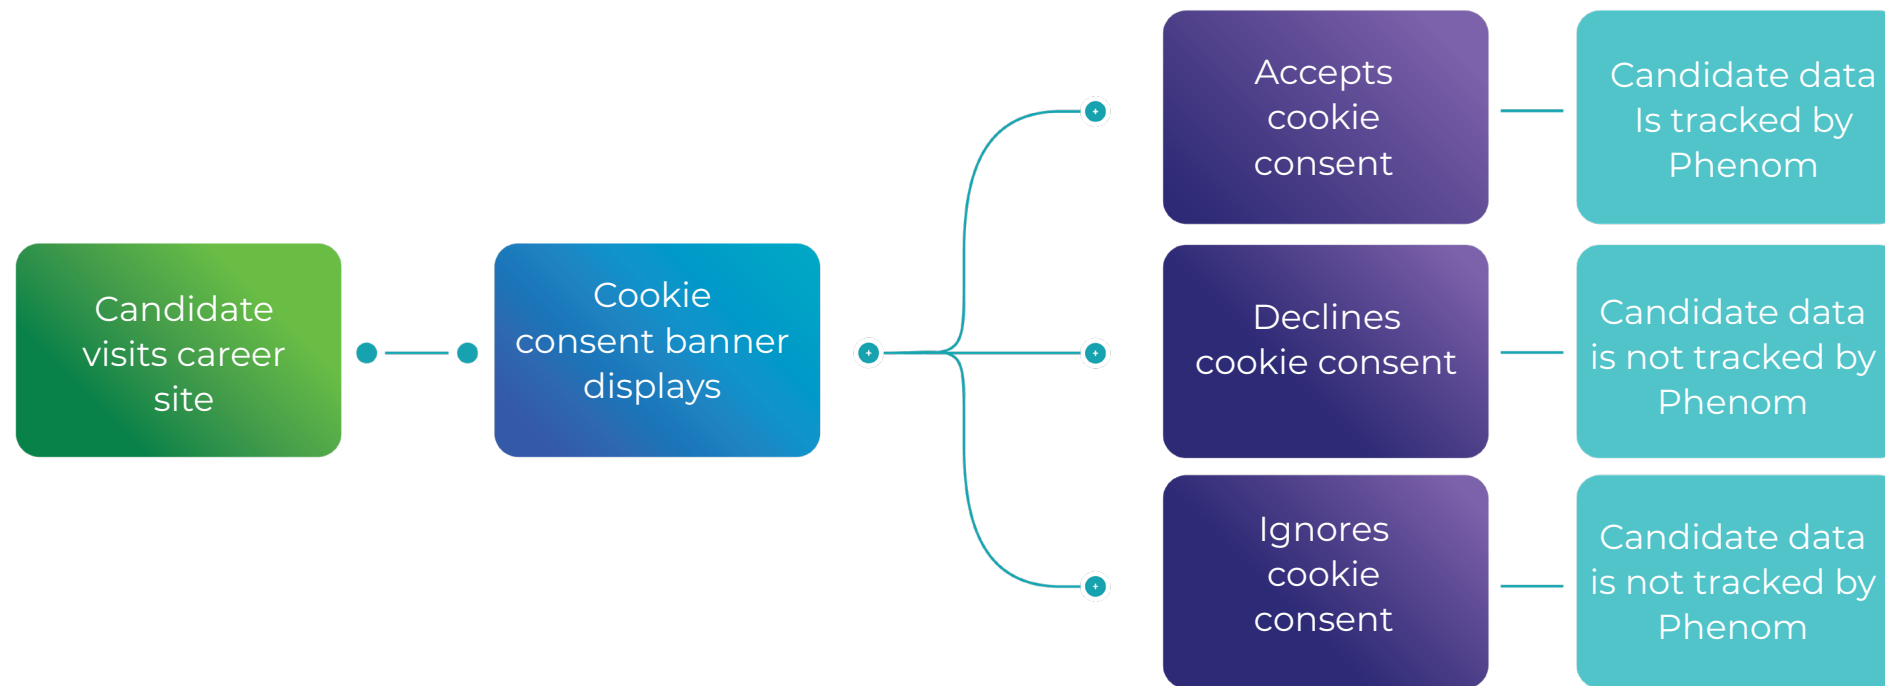 Candidate
visits career
site
Cookie
consent banner
displays
Accepts
cookie
consent
Candidate data
Is tracked by
Phenom
Declines
cookie consent
Candidate data
is not tracked by
Phenom
Ignores
cookie
consent
Candidate data
is not tracked by
Phenom